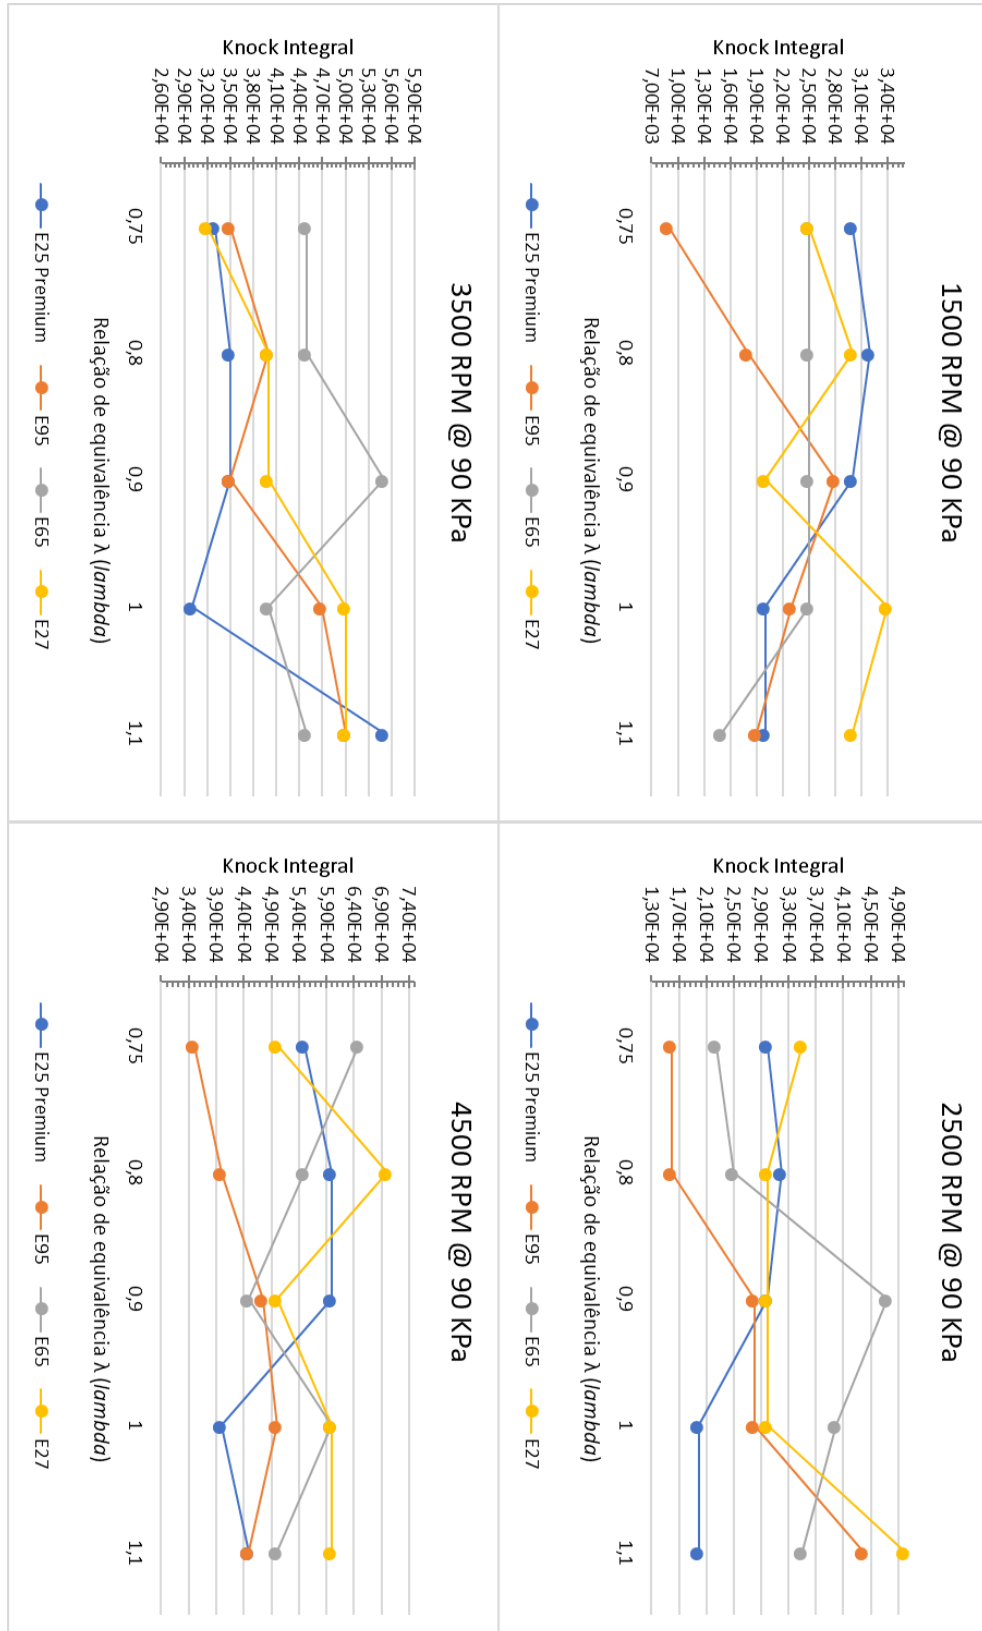 1500 RPM @ 90 KPa
Knock Integral
3,40E+04
3,10E+04
2,80E+04
2,50E+04
2,20E+04
1,90E+04
1,60E+04
1,30E+04
1,00E+04
7,00E+03
0,75 0,8 0,9 1 1,1
Relação de equivalência λ (lambda)
E25 Premium E95 E65 E27
2500 RPM @ 90 KPa
Knock Integral
4,90E+04
4,50E+04
4,10E+04
3,70E+04
3,30E+04
2,90E+04
2,50E+04
2,10E+04
1,70E+04
1,30E+04
0,75 0,8 0,9 1 1,1
Relação de equivalência λ (lambda)
E25 Premium E95 E65 E27
3500 RPM @ 90 KPa
Knock Integral
5,90E+04
5,60E+04
5,30E+04
5,00E+04
4,70E+04
4,40E+04
4,10E+04
3,80E+04
3,50E+04
3,20E+04
2,90E+04
2,60E+04
0,75 0,8 0,9 1 1,1
Relação de equivalência λ (lambda)
E25 Premium E95 E65 E27
4500 RPM @ 90 KPa
Knock Integral
7,40E+04
6,90E+04
6,40E+04
5,90E+04
5,40E+04
4,90E+04
4,40E+04
3,90E+04
3,40E+04
2,90E+04
0,75 0,8 0,9 1 1,1
Relação de equivalência λ (lambda)
E25 Premium E95 E65 E27